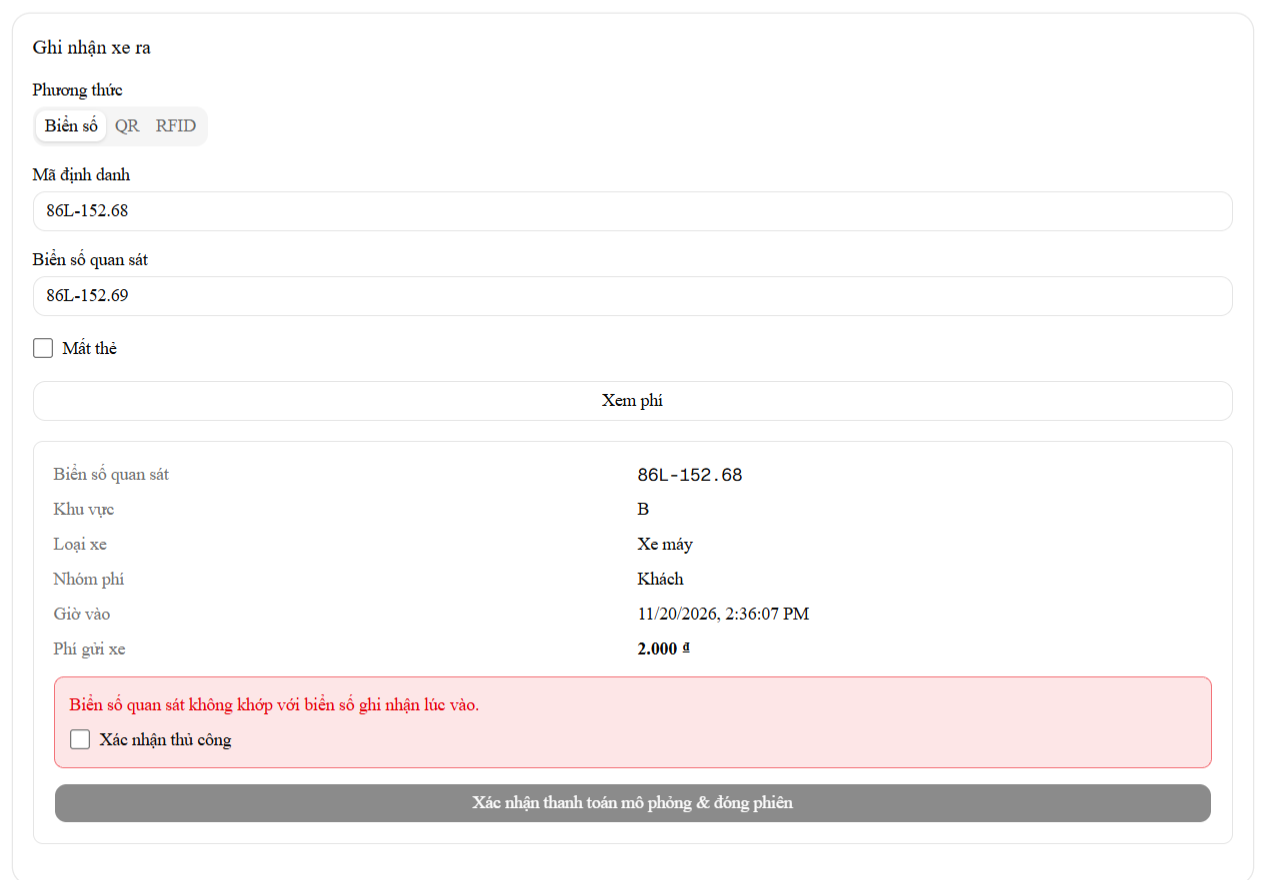 Ghi nhận xe ra
Phương thức
Biển số QR RFID
Mã định danh
86L-152.68
Biển số quan sát
86L-152.69
Mất thẻ
Xem phí
Biển số quan sát 86L-152.68
Khu vực B
Loại xe Xe máy
Nhóm phí Khách
Giờ vào 11/20/2026, 2:36:07 PM
Phí gửi xe 2.000 ₫
Biển số quan sát không khớp với biển số ghi nhận lúc vào.
Xác nhận thủ công
Xác nhận thanh toán mô phỏng & đóng phiên